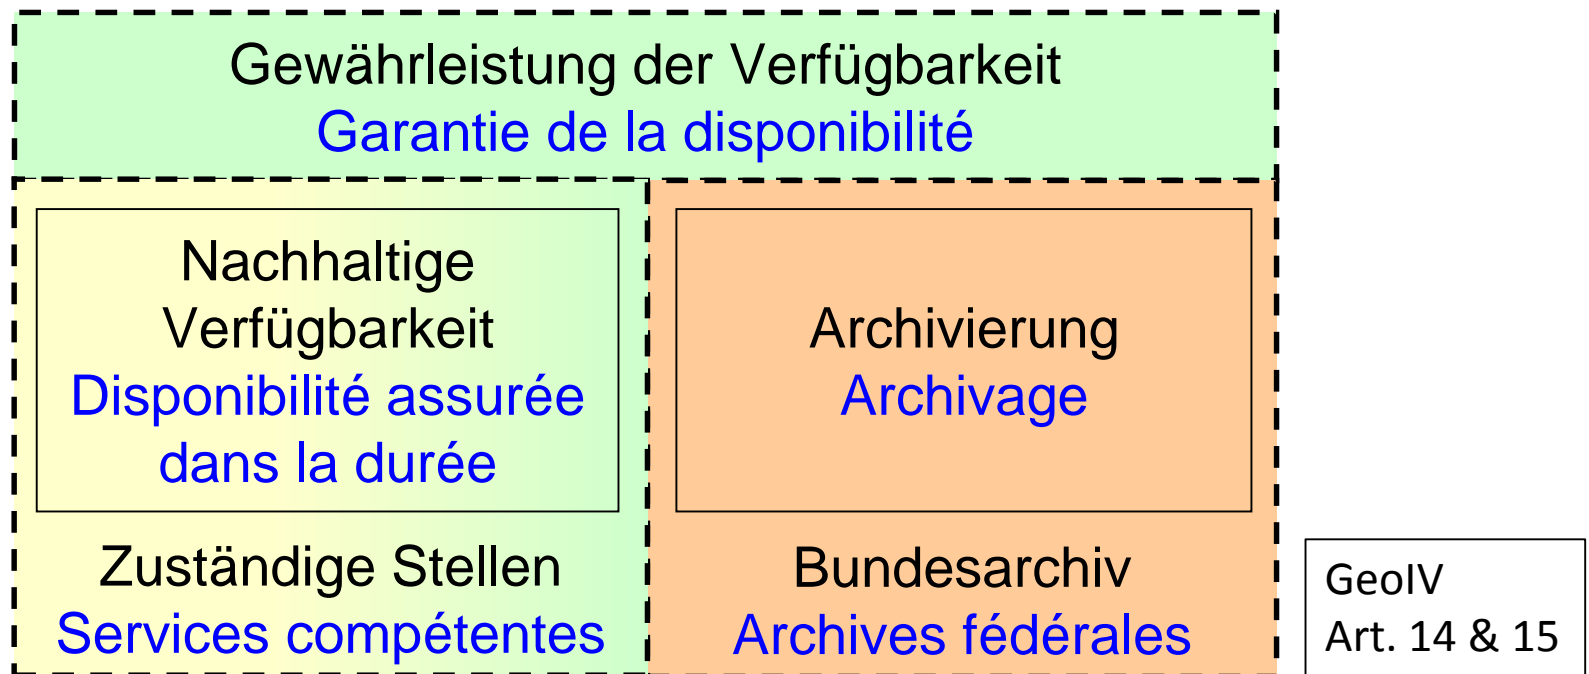 Gewährleistung der Verfügbarkeit
Garantie de la disponibilité
Nachhaltige
Verfügbarkeit
Disponibilité assurée
dans la durée
Zuständige Stellen
Services compétentes
Archivierung
Archivage
Bundesarchiv
Archives fédérales
GeoIV
Art. 14 & 15